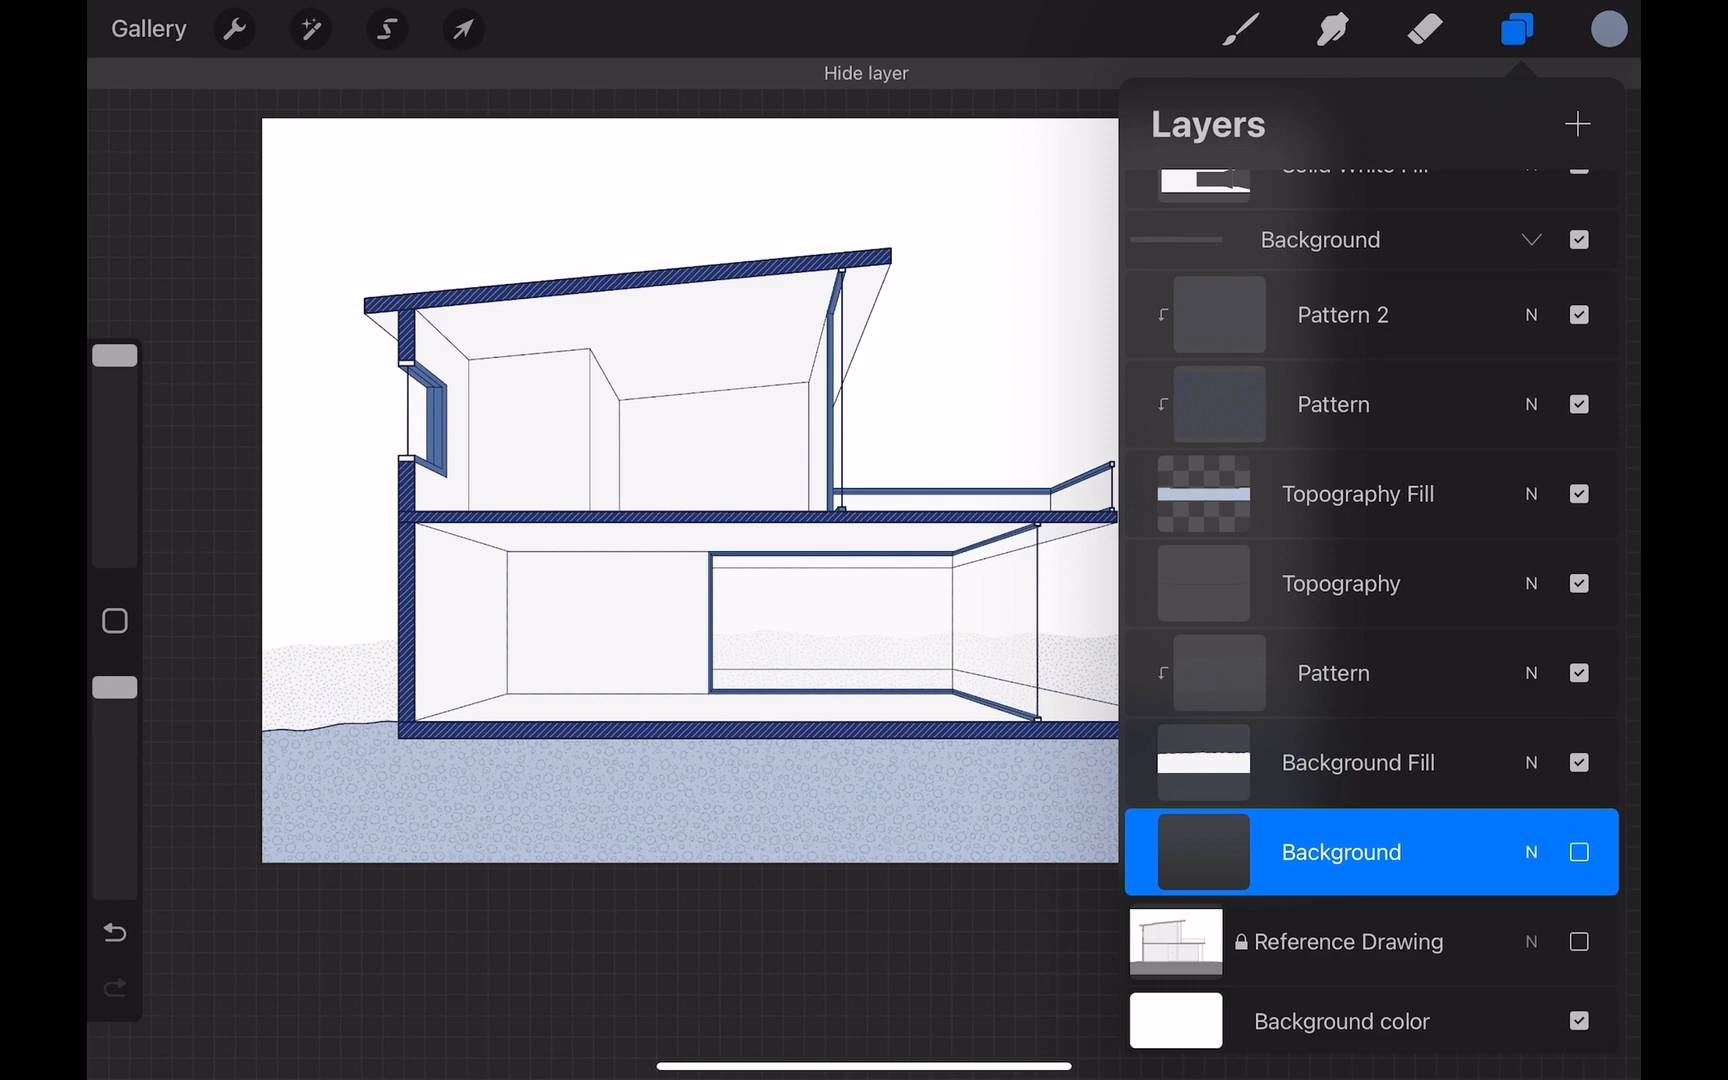 Gallery
Hide layer
Layers
Background
Pattern 2 N
Pattern N
Topography Fill N
Topography N
Pattern N
Background Fill N
Background N
Reference Drawing N
Background color